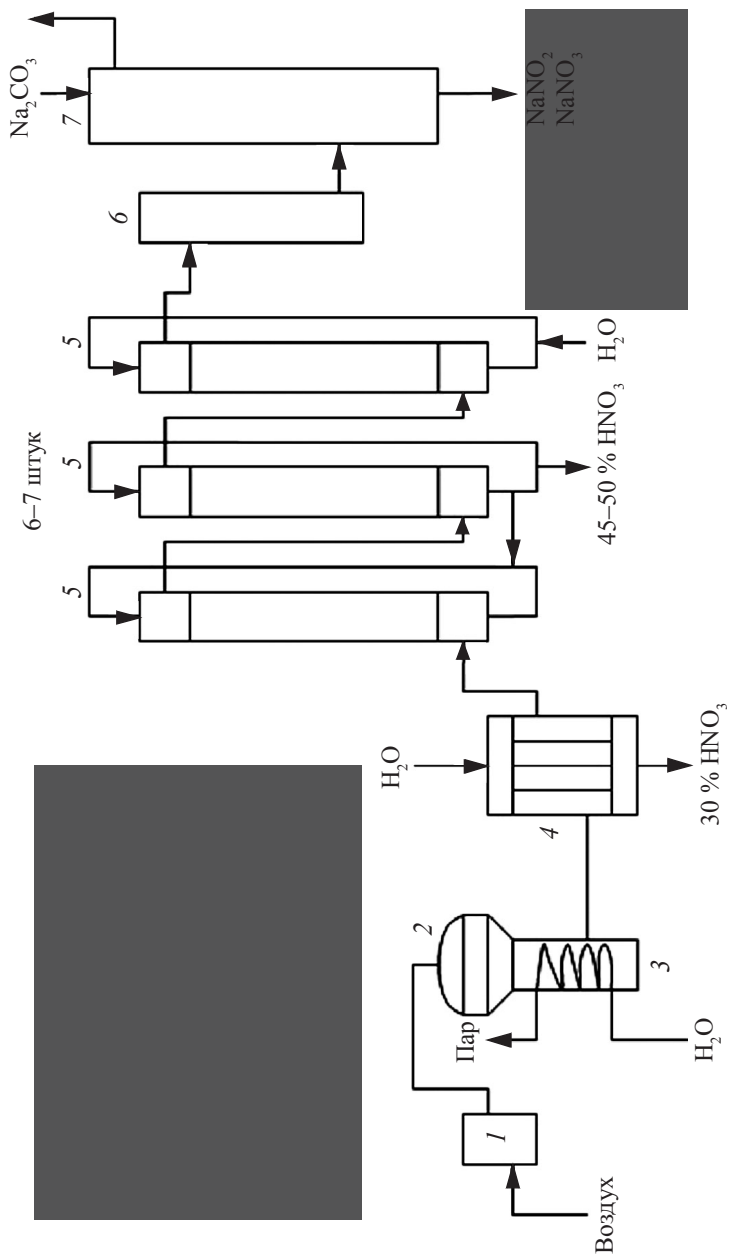 Воздух
1
Пар
2
3
H₂O
H₂O
4
30 % HNO₃
6–7 штук
5
5
5
45–50 % HNO₃
H₂O
6
Na₂CO₃
7
NaNO₂
NaNO₃